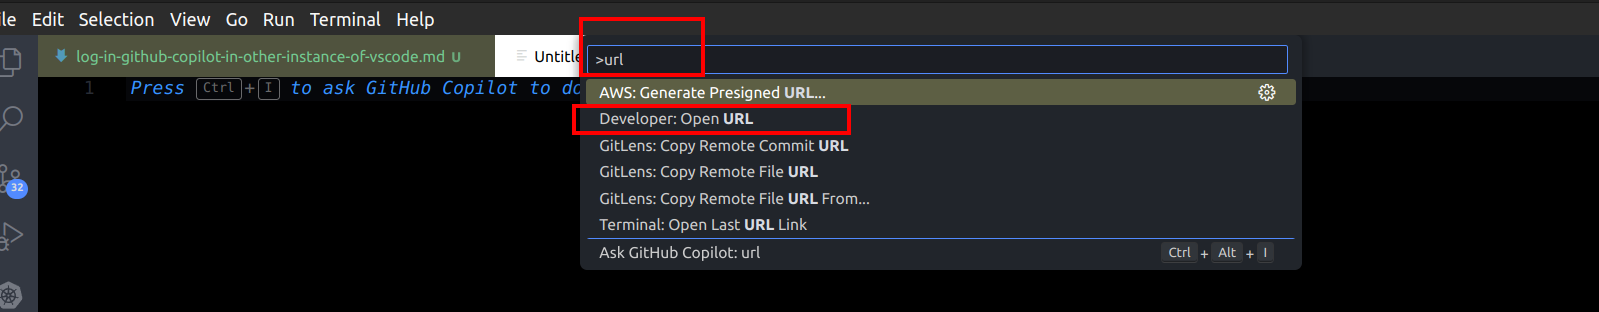 ile Edit Selection View Go Run Terminal Help
log-in-github-copilot-in-other-instance-of-vscode.md U
Untitle
>url
1 Press Ctrl+I to ask GitHub Copilot to do
AWS: Generate Presigned URL...
Developer: Open URL
GitLens: Copy Remote Commit URL
GitLens: Copy Remote File URL
GitLens: Copy Remote File URL From...
Terminal: Open Last URL Link
Ask GitHub Copilot: url Ctrl + Alt + I
32